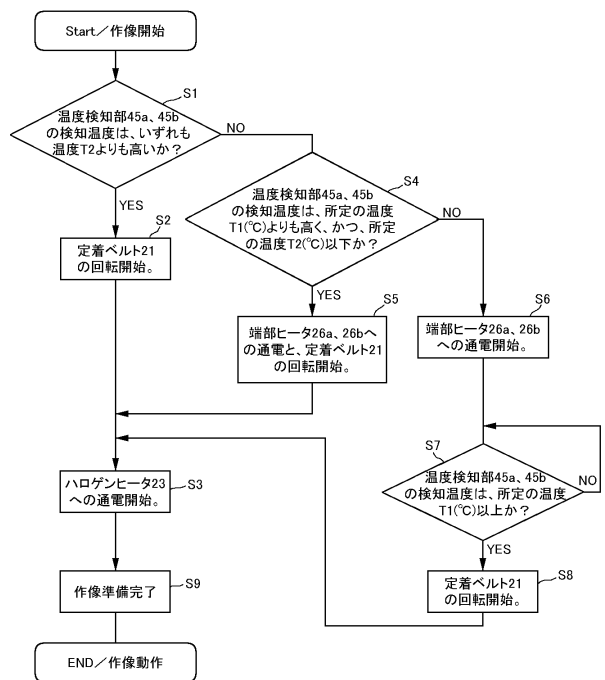 Start／作像開始
S1
温度検知部45a、45b
の検知温度は、いずれも
温度T2よりも高いか？
NO
YES
S2
定着ベルト21
の回転開始。
S4
温度検知部45a、45b
の検知温度は、所定の温度
T1(℃)よりも高く、かつ、所定
の温度T2(℃)以下か？
NO
YES
S5
端部ヒータ26a、26bへ
の通電と、定着ベルト21
の回転開始。
S6
端部ヒータ26a、26b
への通電開始。
S7
温度検知部45a、45b
の検知温度は、所定の温度
T1(℃)以上か？
NO
YES
S8
定着ベルト21
の回転開始。
ハロゲンヒータ23
への通電開始。
S3
作像準備完了
S9
END／作像動作